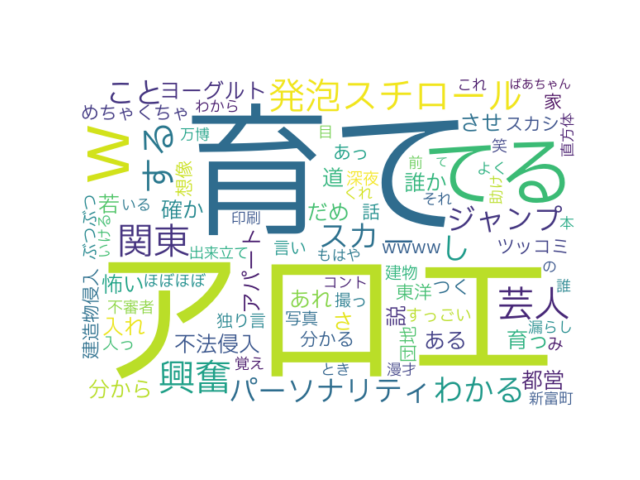 ことヨーグルト
発泡スチロール
これ
ばあちゃん
家
めちゃくちゃ
わから
させ
スカシ
直方体
W
する
万博
想像
育て
目
あっ
前
て
てる
笑
よく
助け
道
深夜
くれ
誰か
それ
若
いる
確か
印刷
だめ
話
ジャンプ
本
ぶつぶつ
いける
関東
出来立て
アパート
言い
スカ
もはや
wwww
し
ツッコミ
の
誰
アロエ
建造物侵入
怖い
ほぼほぼ
不審者
入れ
入っ
独り言
不法侵入
あれ
コント
撮っ
写真
さ
分かる
建物
東洋
説
団地
つく
すっごい
ある
芸人
漏らし
育つ
み
分から
興奮
覚え
パーソナリティ
とき
漫才
わかる
都営
新富町